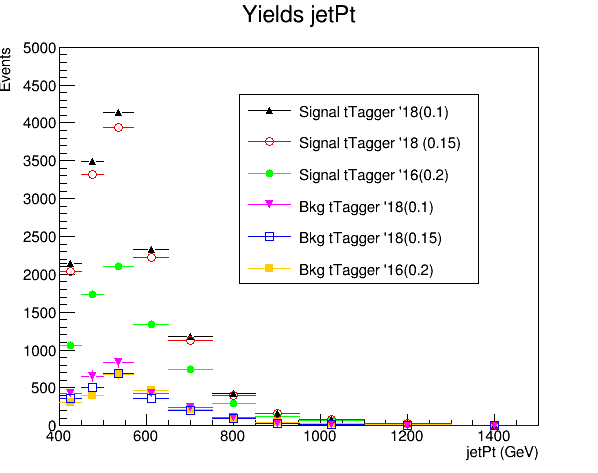 Yields jetPt
Events
5000
4500
4000
3500
3000
2500
2000
1500
1000
500
0
Signal tTagger '18(0.1)
Signal tTagger '18 (0.15)
Signal tTagger '16(0.2)
Bkg tTagger '18(0.1)
Bkg tTagger '18(0.15)
Bkg tTagger '16(0.2)
400 600 800 1000 1200 1400
jetPt (GeV)